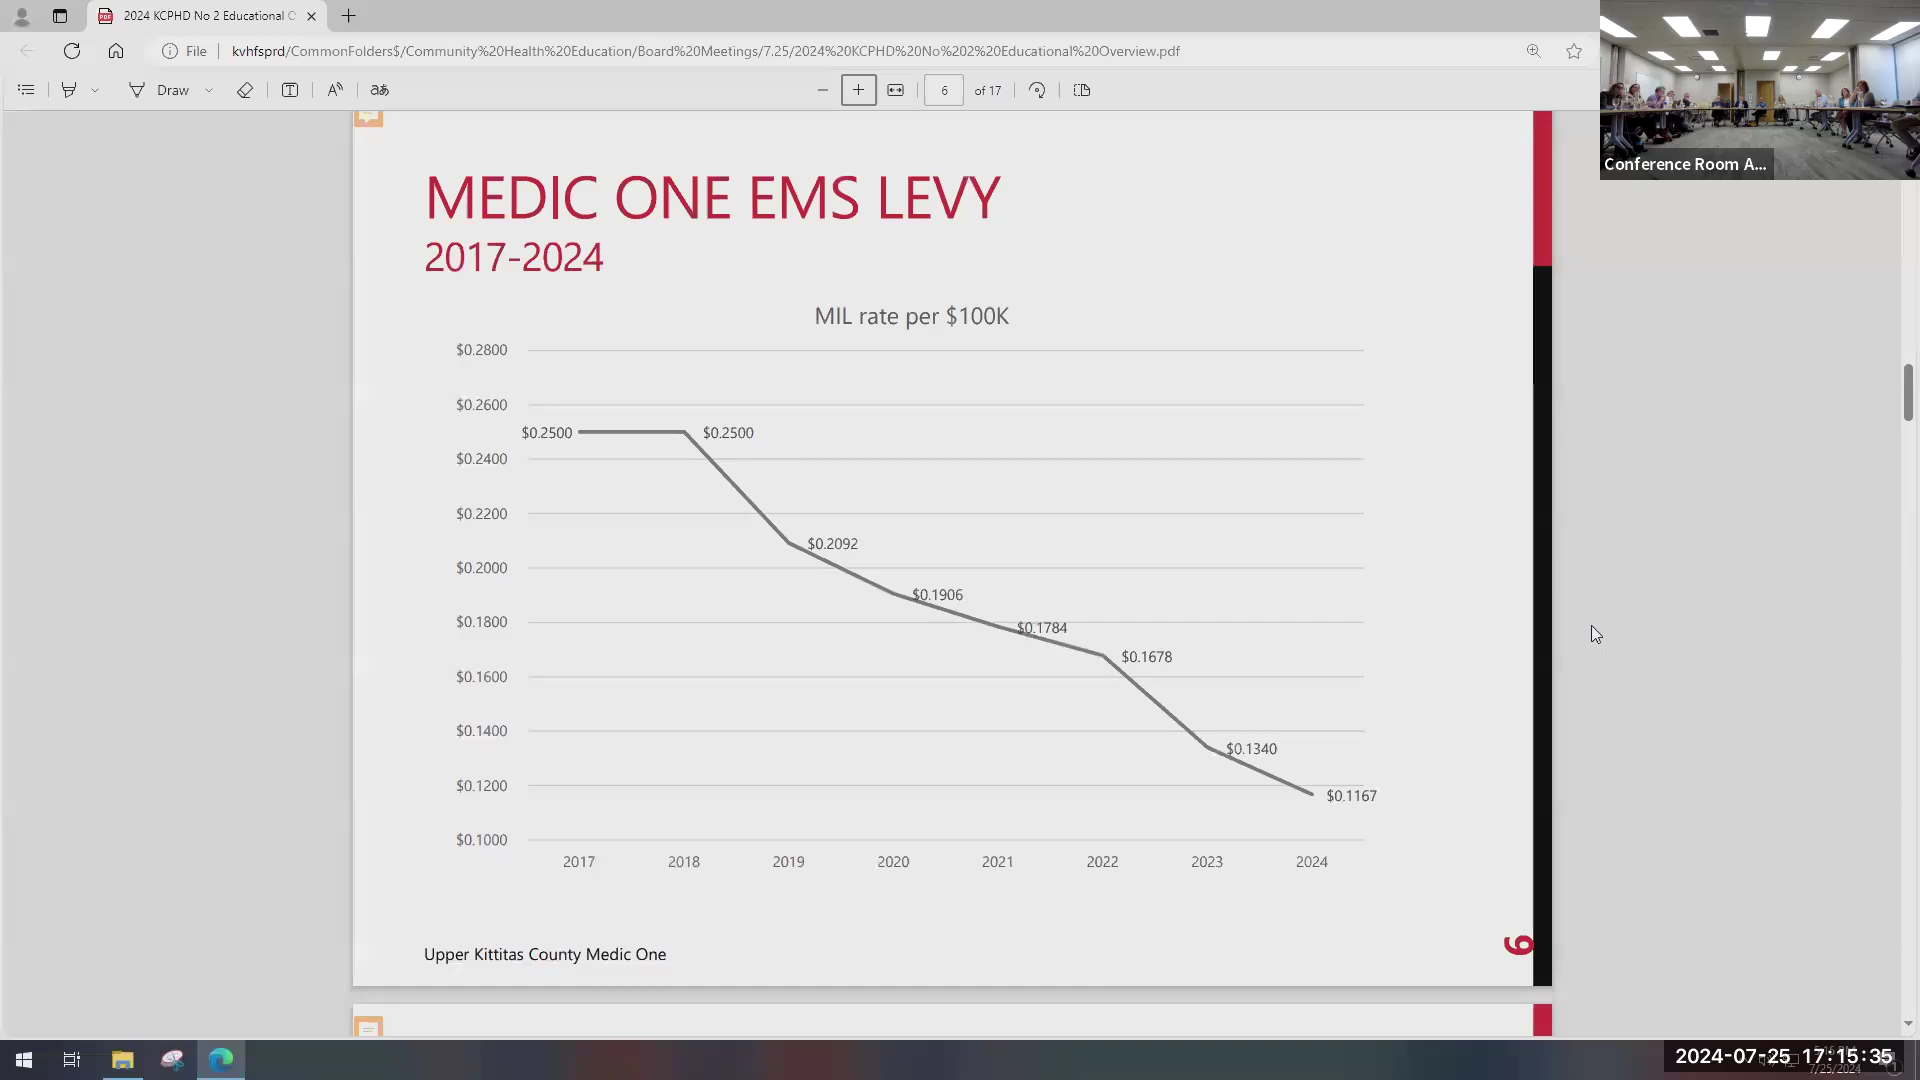 2024 KCPHD No 2 Educational O
File
kvhfsprd/CommonFolders$/Community%20Health%20Education/Board%20Meetings/7.25/2024%20KCPHD%20No%202%20Educational%20Overview.pdf
Draw
6 of 17
Conference Room A...
MEDIC ONE EMS LEVY
2017-2024
MIL rate per $100K
$0.2800
$0.2600
$0.2500 $0.2500
$0.2400
$0.2200
$0.2092
$0.2000
$0.1906
$0.1800
$0.1784
$0.1678
$0.1600
$0.1400
$0.1340
$0.1200
$0.1167
$0.1000
2017 2018 2019 2020 2021 2022 2023 2024
Upper Kittitas County Medic One
6
2024-07-25 17:15:35
7/25/2024